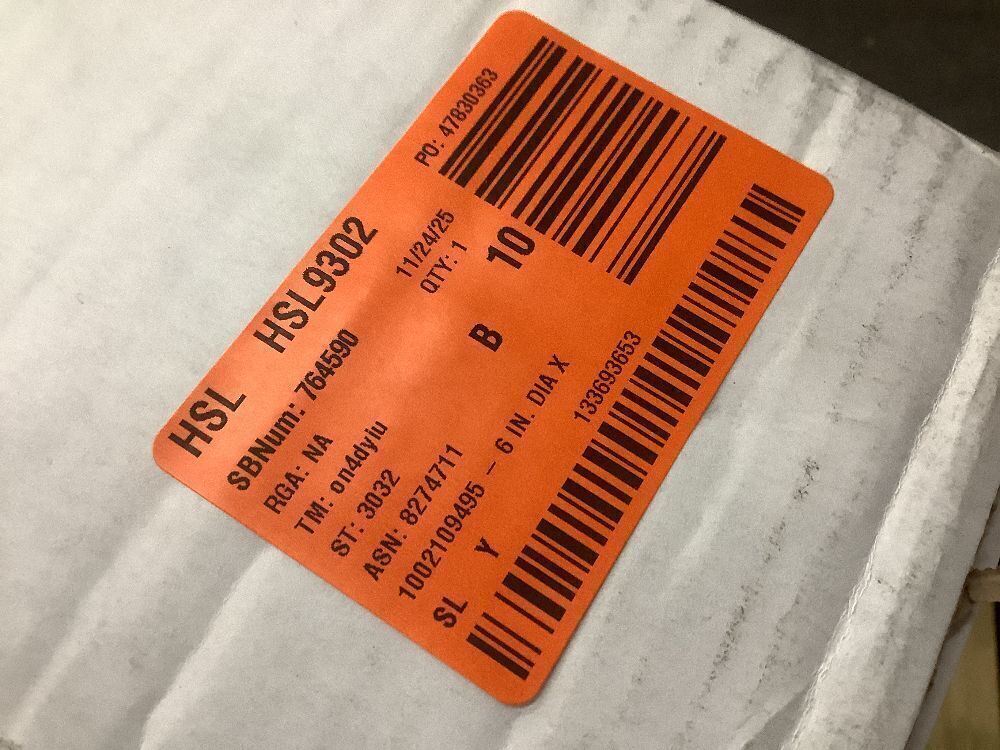 HSL HSL9302 PO: 47830363
SBNum: 764590 11/24/25
RGA: NA QTY: 1
TM: on4dyiu
ST: 3032 B 10
ASN: 8274711
1002109495 - 6 IN. DIA X
SL Y 133693653